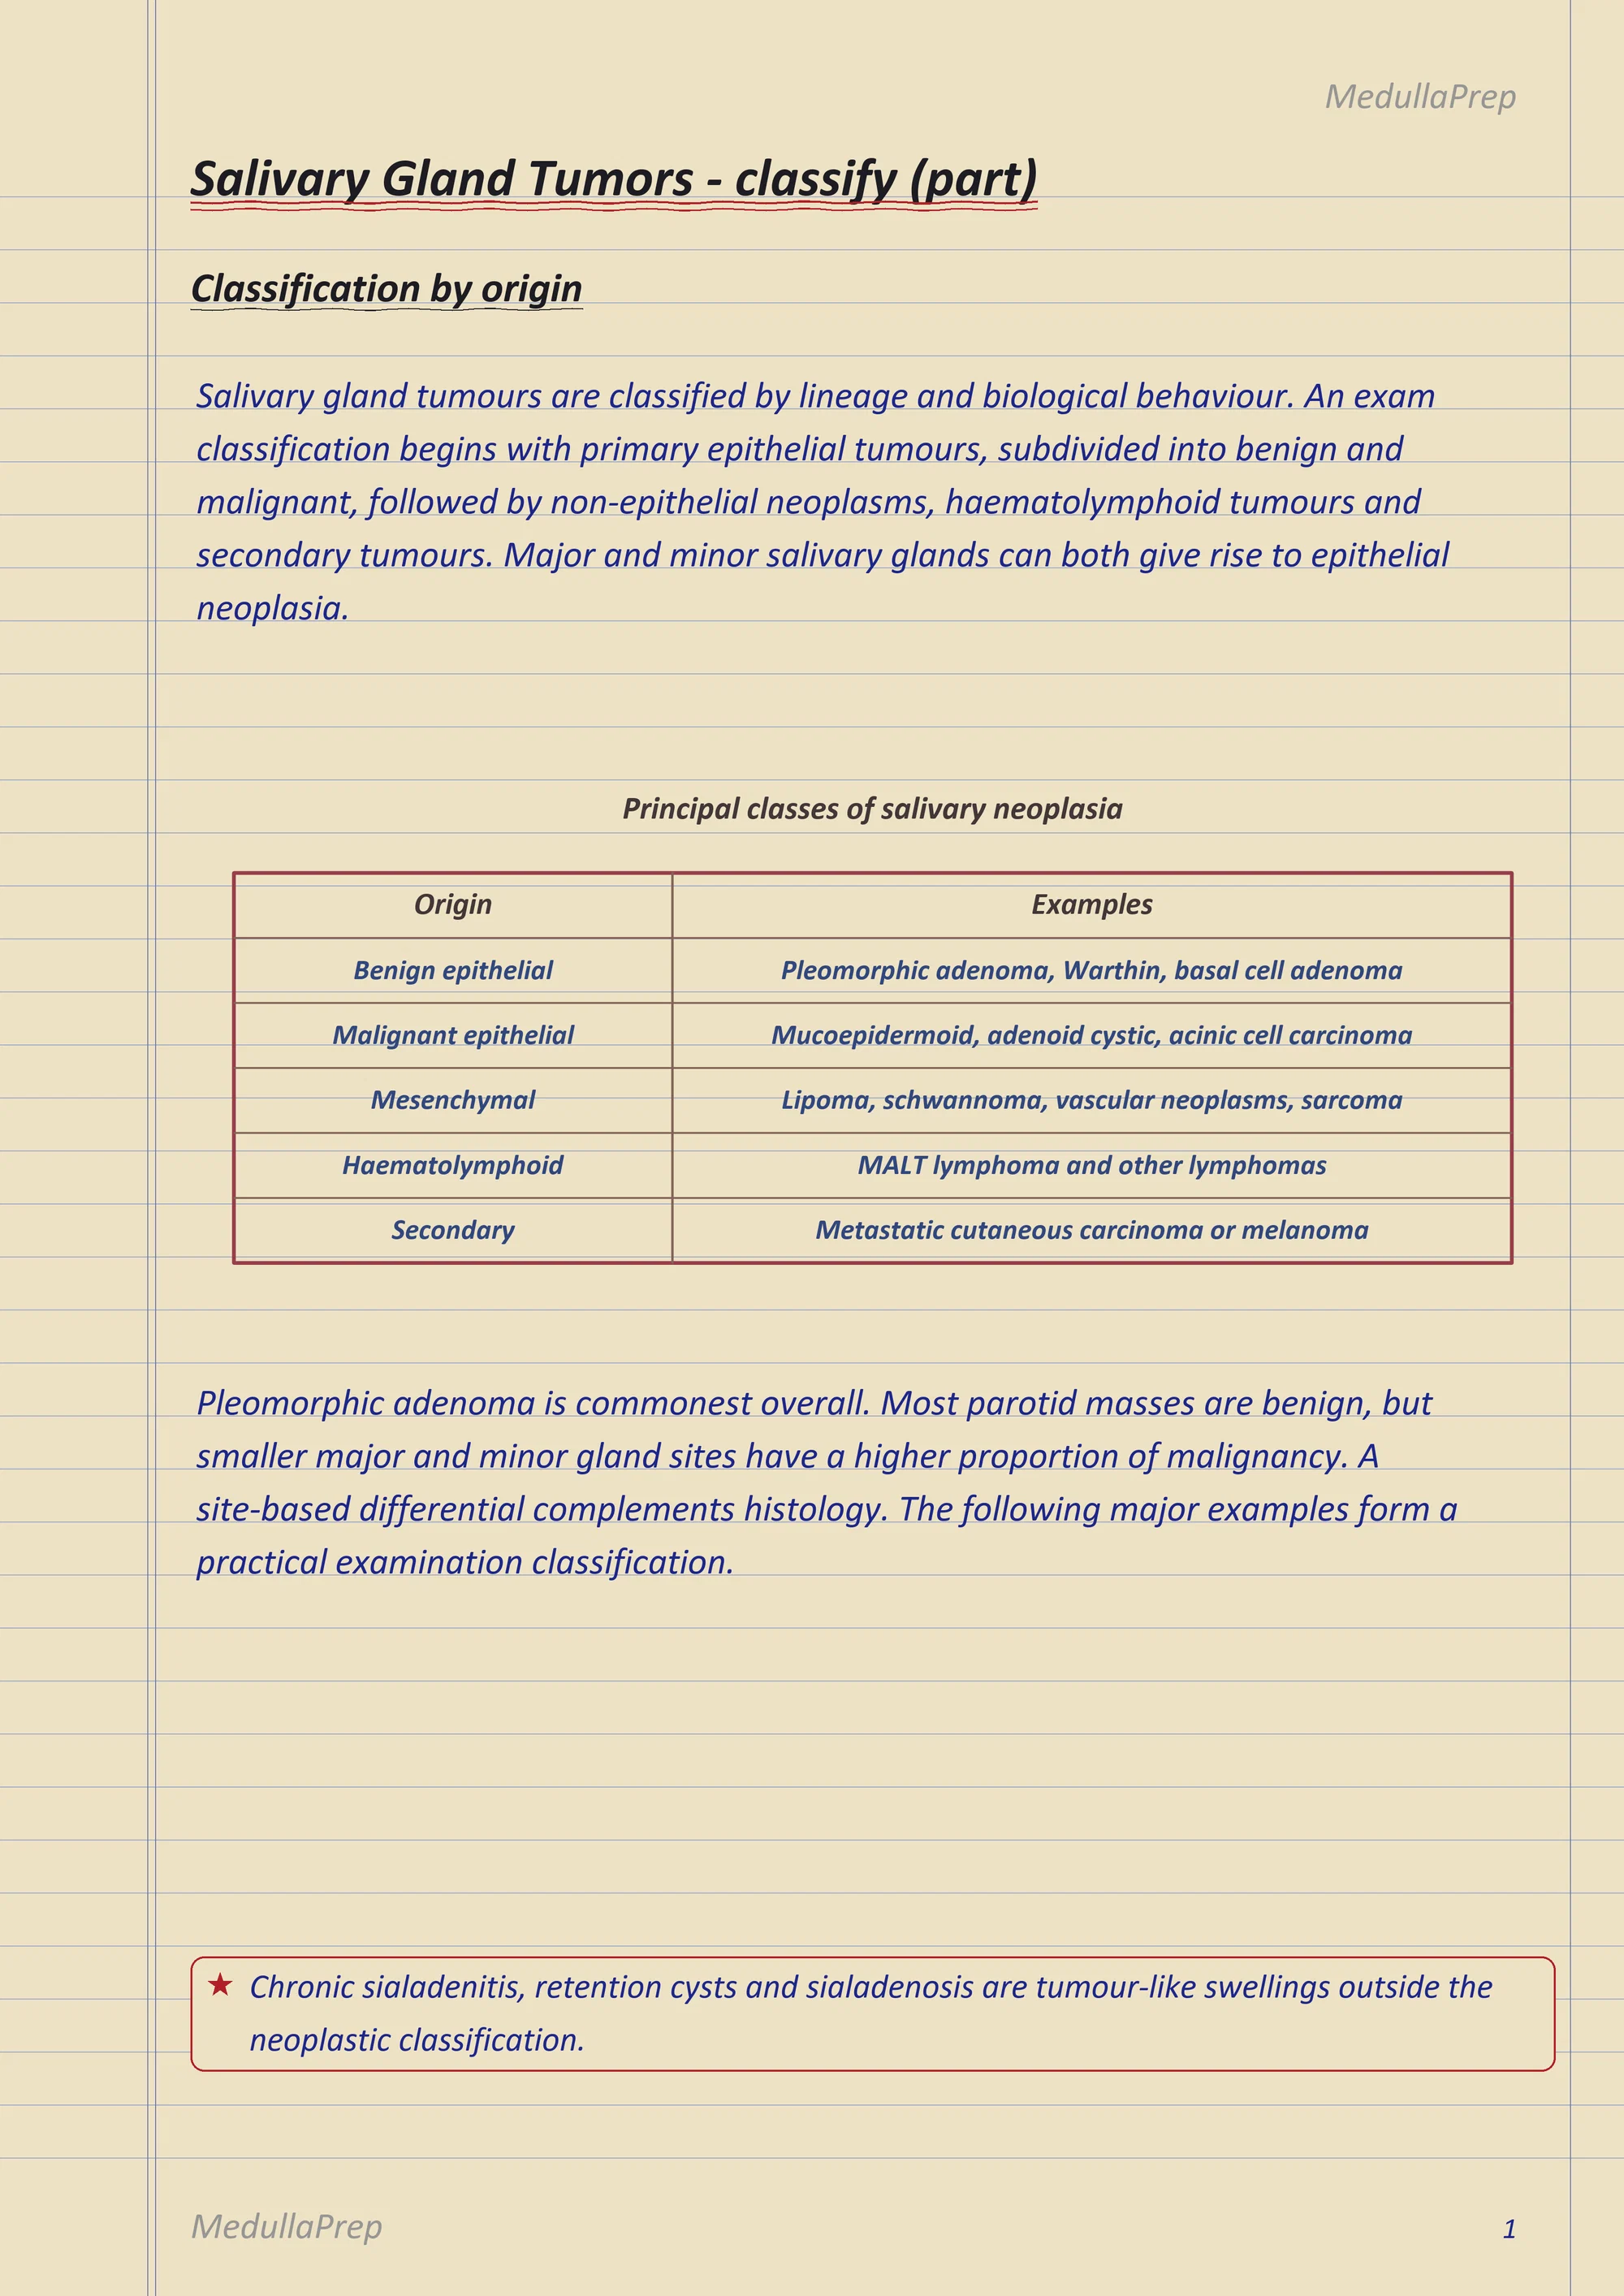 MedullaPrep
Salivary Gland Tumors - classify (part)
Classification by origin
Salivary gland tumours are classified by lineage and biological behaviour. An exam
classification begins with primary epithelial tumours, subdivided into benign and
malignant, followed by non-epithelial neoplasms, haematolymphoid tumours and
secondary tumours. Major and minor salivary glands can both give rise to epithelial
neoplasia.
Principal classes of salivary neoplasia
Origin Examples
Benign epithelial Pleomorphic adenoma, Warthin, basal cell adenoma
Malignant epithelial Mucoepidermoid, adenoid cystic, acinic cell carcinoma
Mesenchymal Lipoma, schwannoma, vascular neoplasms, sarcoma
Haematolymphoid MALT lymphoma and other lymphomas
Secondary Metastatic cutaneous carcinoma or melanoma
Pleomorphic adenoma is commonest overall. Most parotid masses are benign, but
smaller major and minor gland sites have a higher proportion of malignancy. A
site-based differential complements histology. The following major examples form a
practical examination classification.
★ Chronic sialadenitis, retention cysts and sialadenosis are tumour-like swellings outside the
neoplastic classification.
MedullaPrep 1